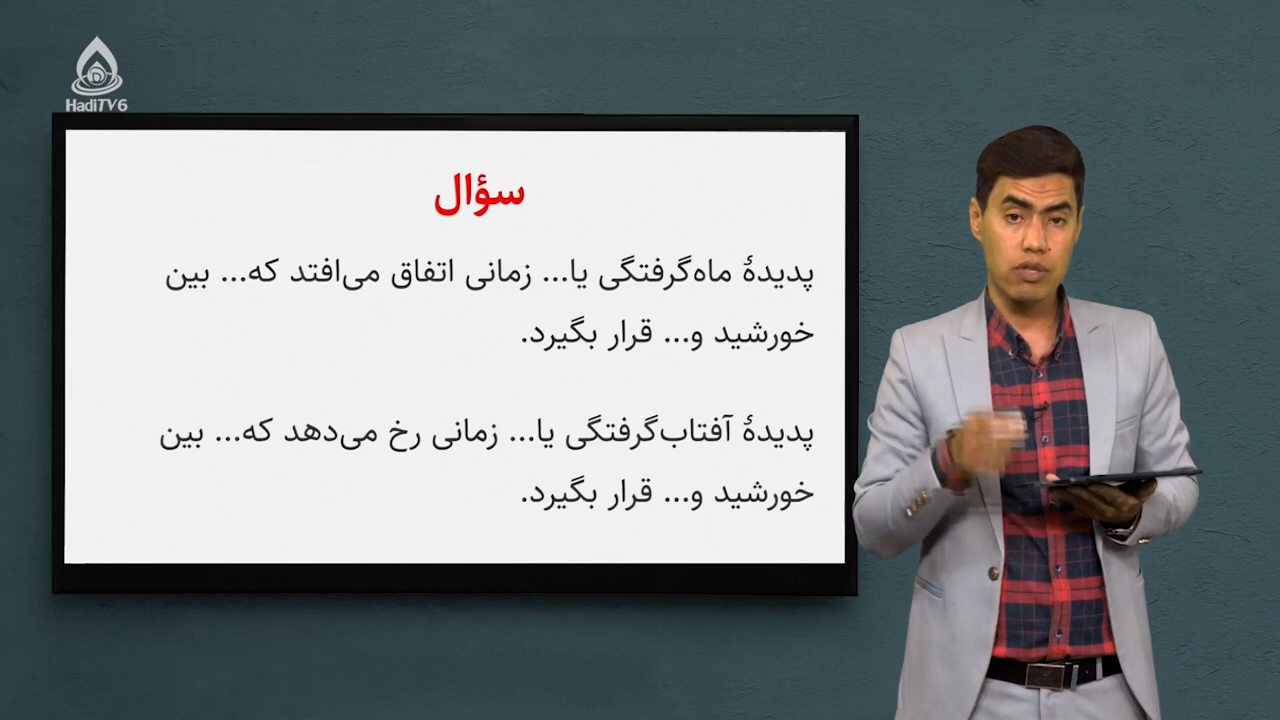 HadiTV6
سؤال
پدیدهٔ ماه‌گرفتگی یا... زمانی اتفاق می‌افتد که... بین
خورشید و... قرار بگیرد.
پدیدهٔ آفتاب‌گرفتگی یا... زمانی رخ می‌دهد که... بین
خورشید و... قرار بگیرد.